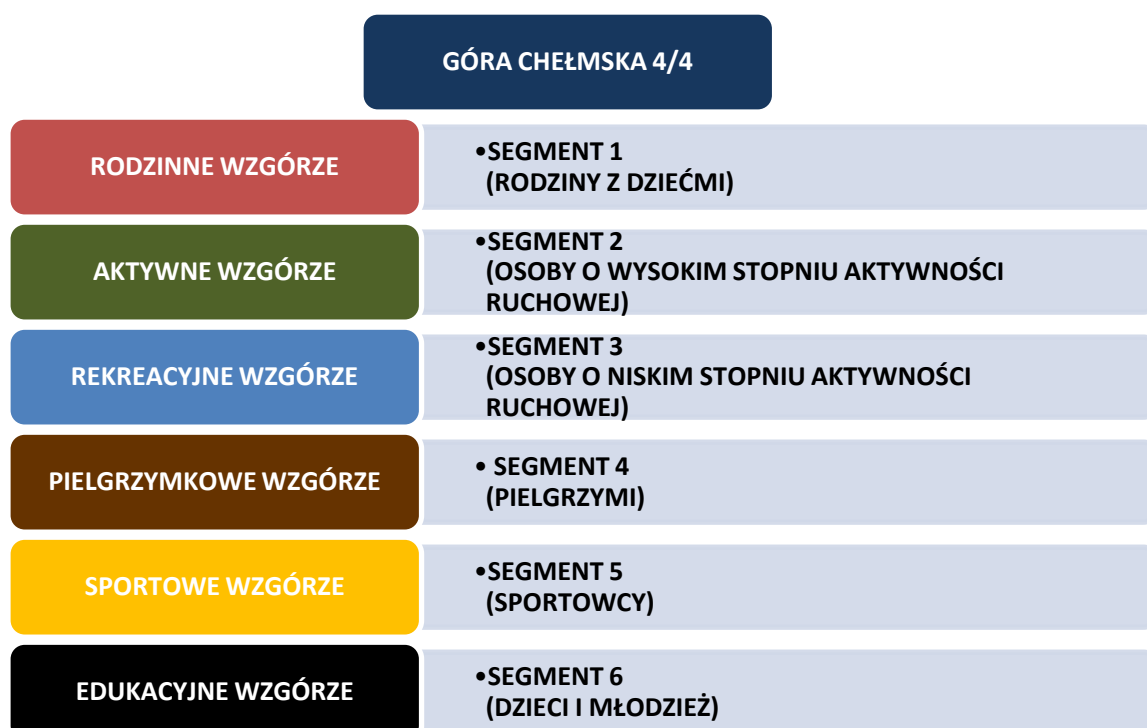 GÓRA CHEŁMSKA 4/4
RODZINNE WZGÓRZE
•SEGMENT 1
(RODZINY Z DZIEĆMI)
AKTYWNE WZGÓRZE
•SEGMENT 2
(OSOBY O WYSOKIM STOPNIU AKTYWNOŚCI
RUCHOWEJ)
REKREACYJNE WZGÓRZE
•SEGMENT 3
(OSOBY O NISKIM STOPNIU AKTYWNOŚCI
RUCHOWEJ)
PIELGRZYMKOWE WZGÓRZE
• SEGMENT 4
(PIELGRZYMI)
SPORTOWE WZGÓRZE
•SEGMENT 5
(SPORTOWCY)
EDUKACYJNE WZGÓRZE
•SEGMENT 6
(DZIECI I MŁODZIEŻ)